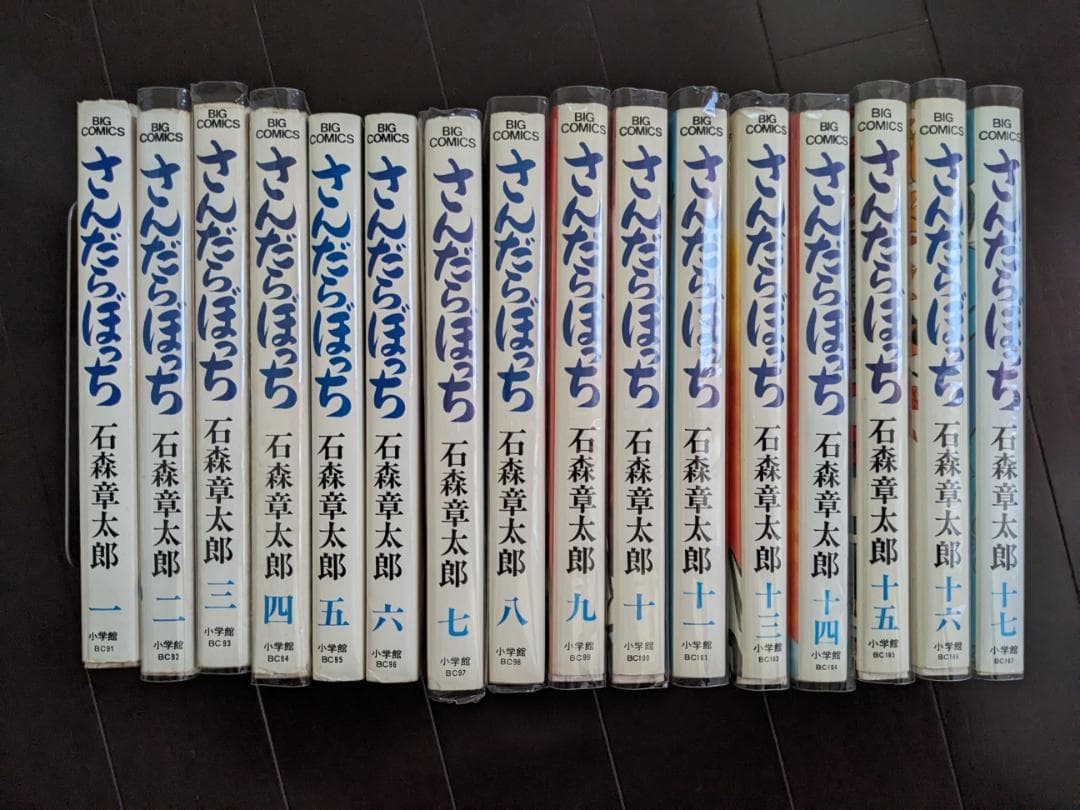 BIG
COMICS
さんだらぼっち
石森章太郎
一
小学館
BC91
BIG
COMICS
さんだらぼっち
石森章太郎
二
小学館
BC92
BIG
COMICS
さんだらぼっち
石森章太郎
三
小学館
BC93
BIG
COMICS
さんだらぼっち
石森章太郎
四
小学館
BC94
BIG
COMICS
さんだらぼっち
石森章太郎
五
小学館
BC95
BIG
COMICS
さんだらぼっち
石森章太郎
六
小学館
BC96
BIG
COMICS
さんだらぼっち
石森章太郎
七
小学館
BC97
BIG
COMICS
さんだらぼっち
石森章太郎
八
小学館
BC98
BIG
COMICS
さんだらぼっち
石森章太郎
九
小学館
BC99
BIG
COMICS
さんだらぼっち
石森章太郎
十
小学館
BIG
COMICS
さんだらぼっち
石森章太郎
十一
小学館
BIG
COMICS
さんだらぼっち
石森章太郎
十三
小学館
BIG
COMICS
さんだらぼっち
石森章太郎
十四
小学館
BIG
COMICS
さんだらぼっち
石森章太郎
十五
小学館
BIG
COMICS
さんだらぼっち
石森章太郎
十六
小学館
BIG
COMICS
さんだらぼっち
石森章太郎
十七
小学館